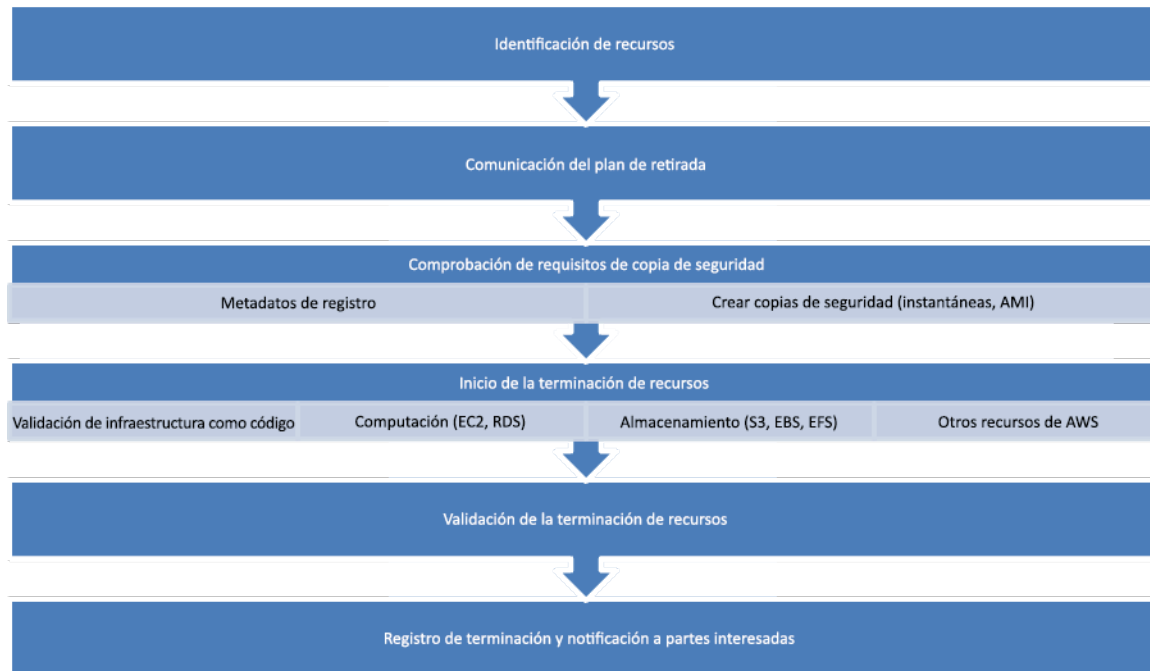 Identificación de recursos
Comunicación del plan de retirada
Comprobación de requisitos de copia de seguridad
Metadatos de registro
Crear copias de seguridad (instantáneas, AMI)
Inicio de la terminación de recursos
Validación de infraestructura como código
Computación (EC2, RDS)
Almacenamiento (S3, EBS, EFS)
Otros recursos de AWS
Validación de la terminación de recursos
Registro de terminación y notificación a partes interesadas